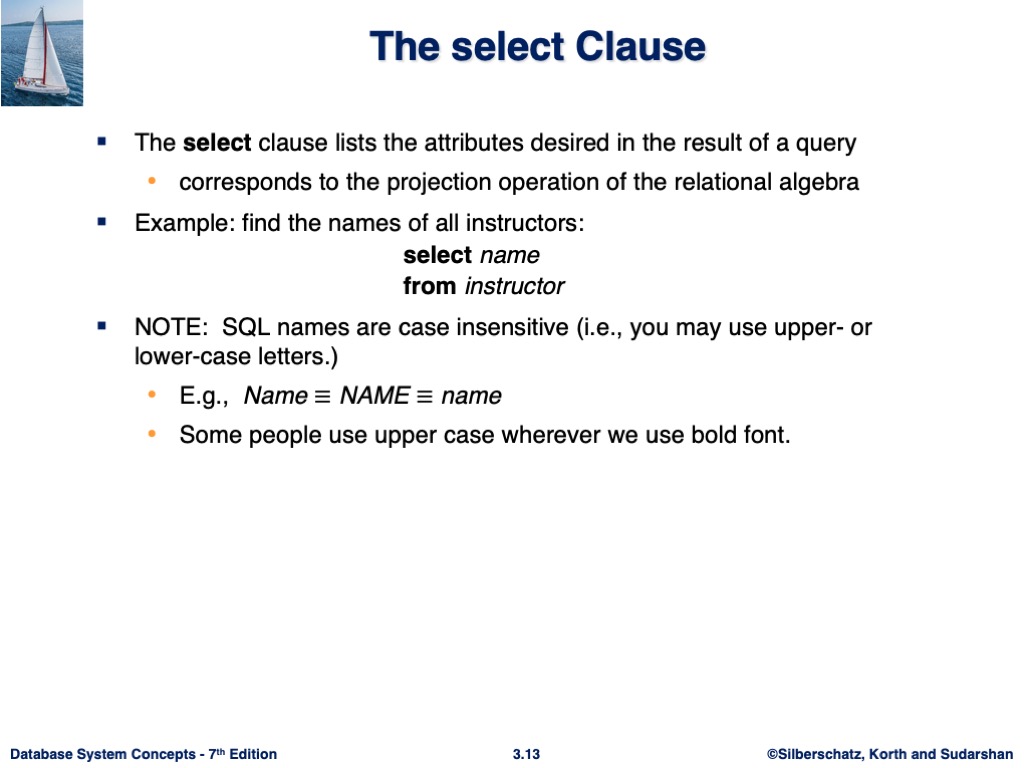 The select Clause
▪ The select clause lists the attributes desired in the result of a query
• corresponds to the projection operation of the relational algebra
▪ Example: find the names of all instructors:
select name
from instructor
▪ NOTE:  SQL names are case insensitive (i.e., you may use upper- or
lower-case letters.)
• E.g.,  Name ≡ NAME ≡ name
• Some people use upper case wherever we use bold font.
Database System Concepts - 7th Edition
3.13
©Silberschatz, Korth and Sudarshan